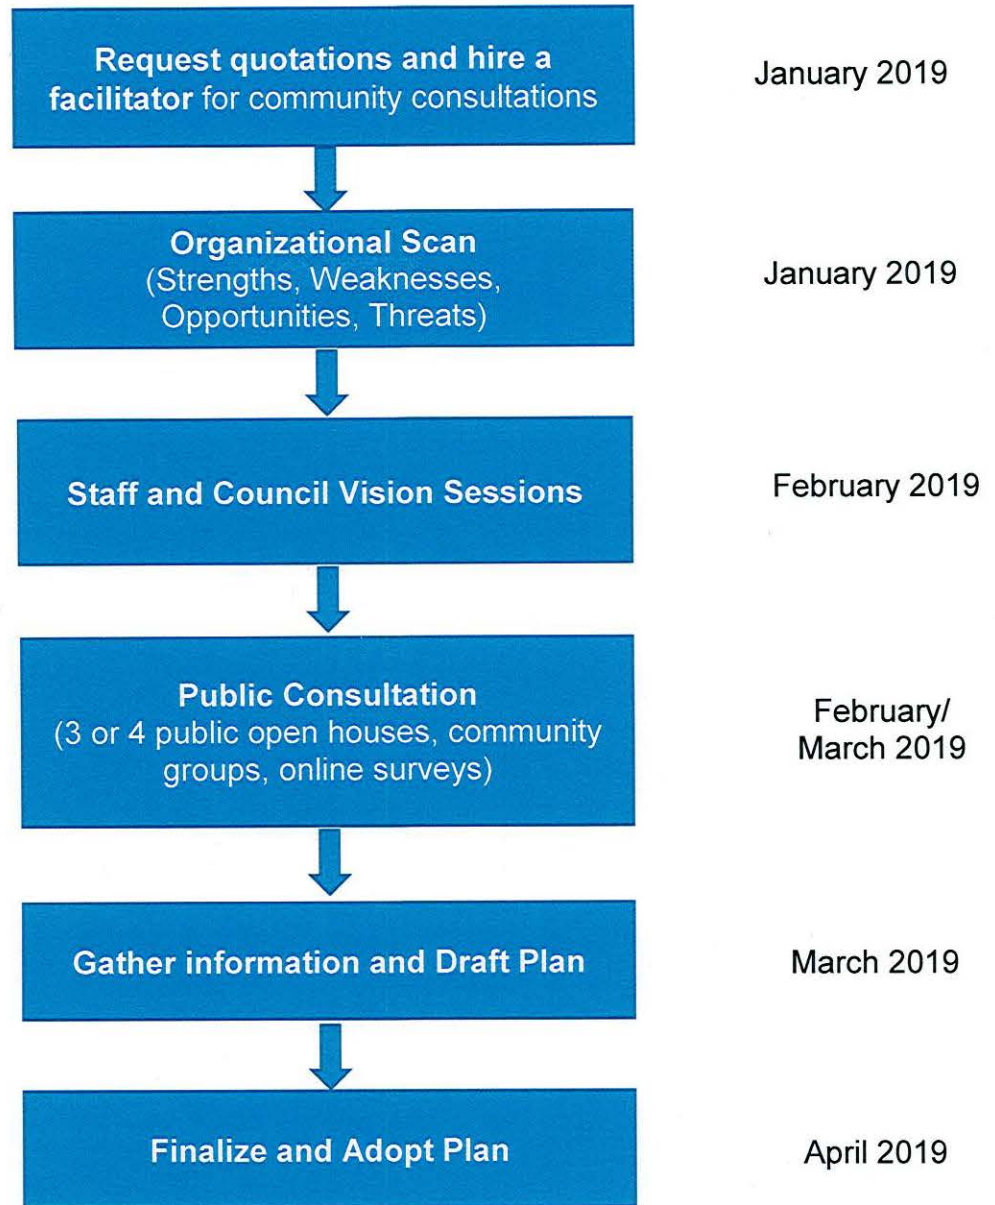 Request quotations and hire a
facilitator for community consultations
January 2019
Organizational Scan
(Strengths, Weaknesses,
Opportunities, Threats)
January 2019
Staff and Council Vision Sessions
February 2019
Public Consultation
(3 or 4 public open houses, community
groups, online surveys)
February/
March 2019
Gather information and Draft Plan
March 2019
Finalize and Adopt Plan
April 2019